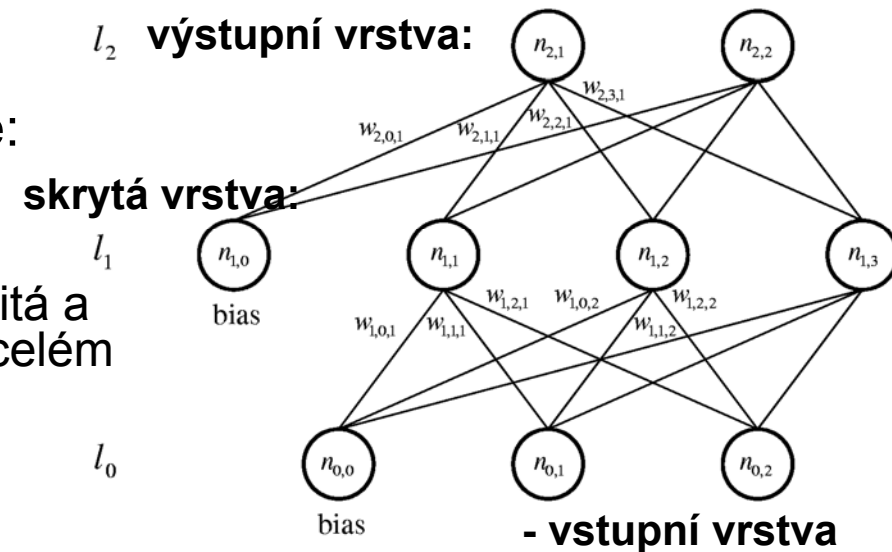 l₂ výstupní vrstva:
n₂,₁ n₂,₂
w₂,₀,₁ w₂,₁,₁ w₂,₂,₁ w₂,₃,₁
e:
skrytá vrstva:
l₁ n₁,₀ n₁,₁ n₁,₂ n₁,₃
bias
itá a
celém
w₁,₀,₁ w₁,₁,₁ w₁,₂,₁ w₁,₀,₂ w₁,₁,₂ w₁,₂,₂
l₀ n₀,₀ n₀,₁ n₀,₂
bias
- vstupní vrstva